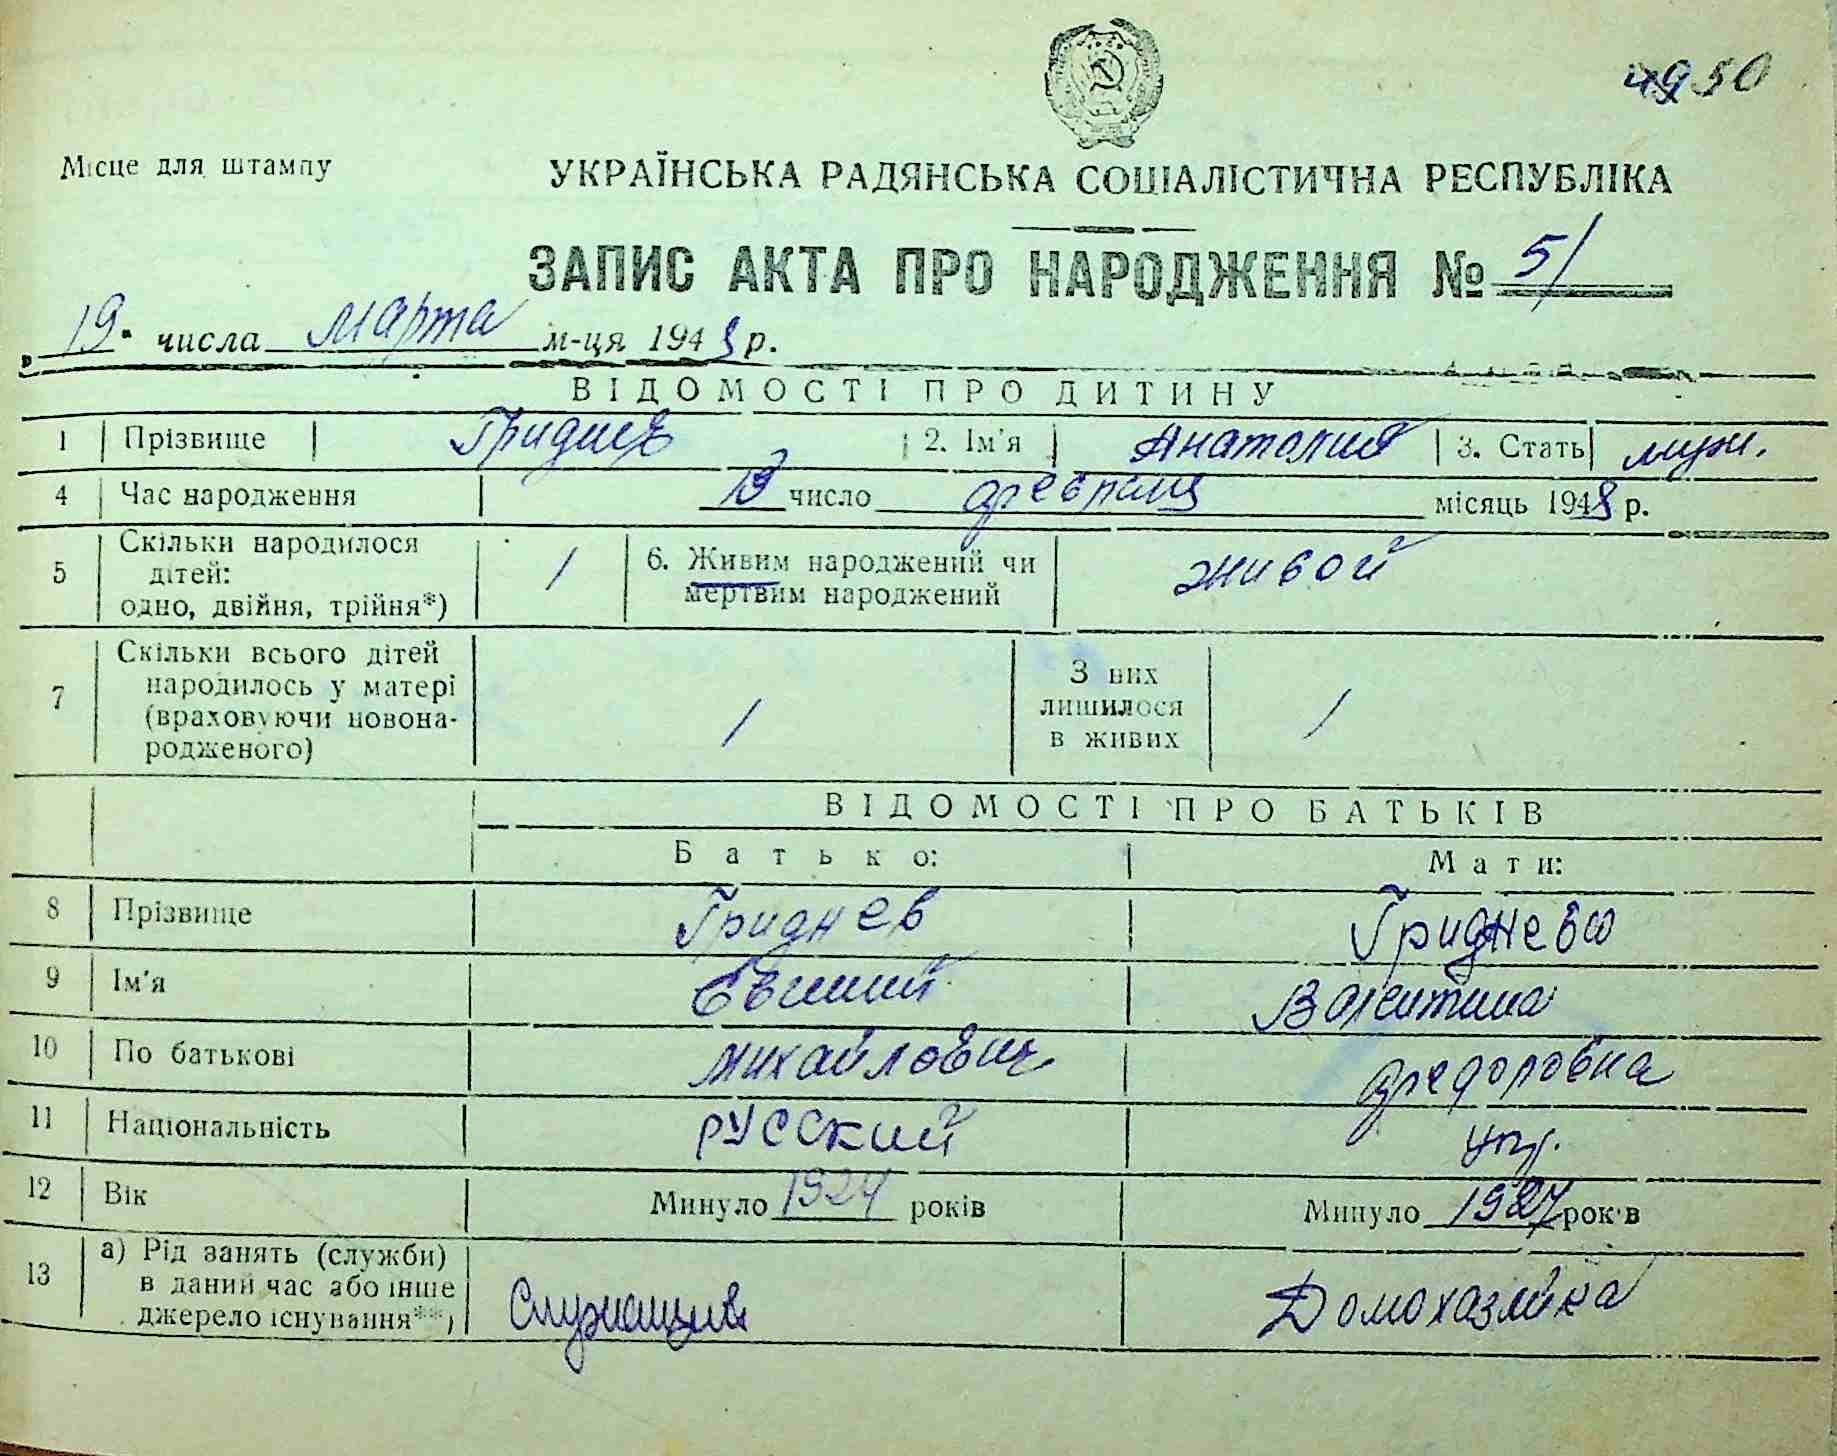 50
Місце для штампу
УКРАЇНСЬКА РАДЯНСЬКА СОЦІАЛІСТИЧНА РЕСПУБЛІКА
ЗАПИС АКТА ПРО НАРОДЖЕННЯ № 51
„19" числа марта м-ця 1948 р.
ВІДОМОСТІ ПРО ДИТИНУ
1 Прізвище Гриднев 2. Ім'я Анатолий 3. Стать муж.
4 Час народження число февраля місяць 1948 р.
5 Скільки народилося дітей: одно, двійня, трійня*) 1 6. Живим народжений чи мертвим народжений живой
7 Скільки всього дітей народилось у матері (враховуючи новонародженого) 1 З них лишилося в живих 1
ВІДОМОСТІ ПРО БАТЬКІВ
Батько: Мати:
8 Прізвище Гриднев Гриднева
9 Ім'я Валентина
10 По батькові Михайлович Федоровна
11 Національність русский укр.
12 Вік Минуло 1924 років Минуло 1927 років
13 а) Рід занять (служби) в даний час або інше джерело існування**) Служащий Домохазяйка